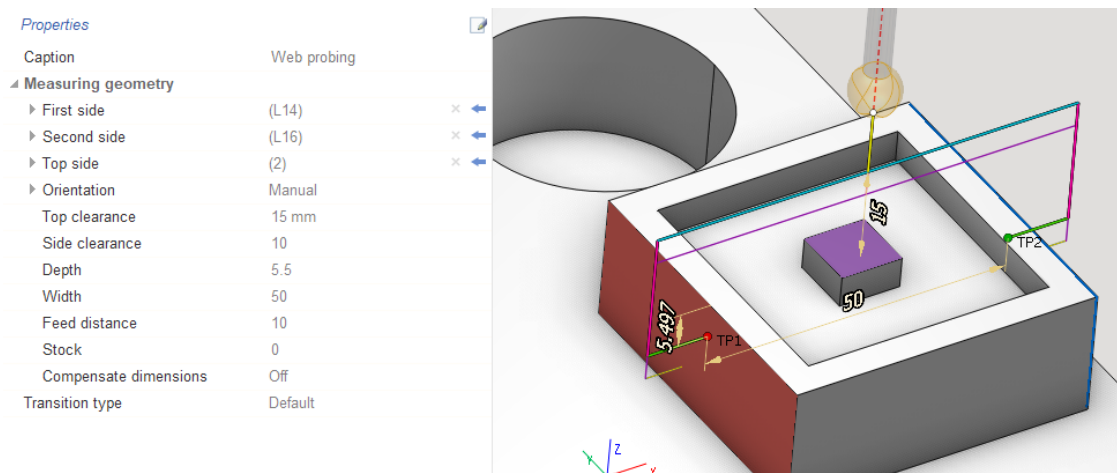 Properties
Caption Web probing
Measuring geometry
First side (L14)
Second side (L16)
Top side (2)
Orientation Manual
Top clearance 15 mm
Side clearance 10
Depth 5.5
Width 50
Feed distance 10
Stock 0
Compensate dimensions Off
Transition type Default
15
TP2
50
5.497
TP1
Z
Y
X